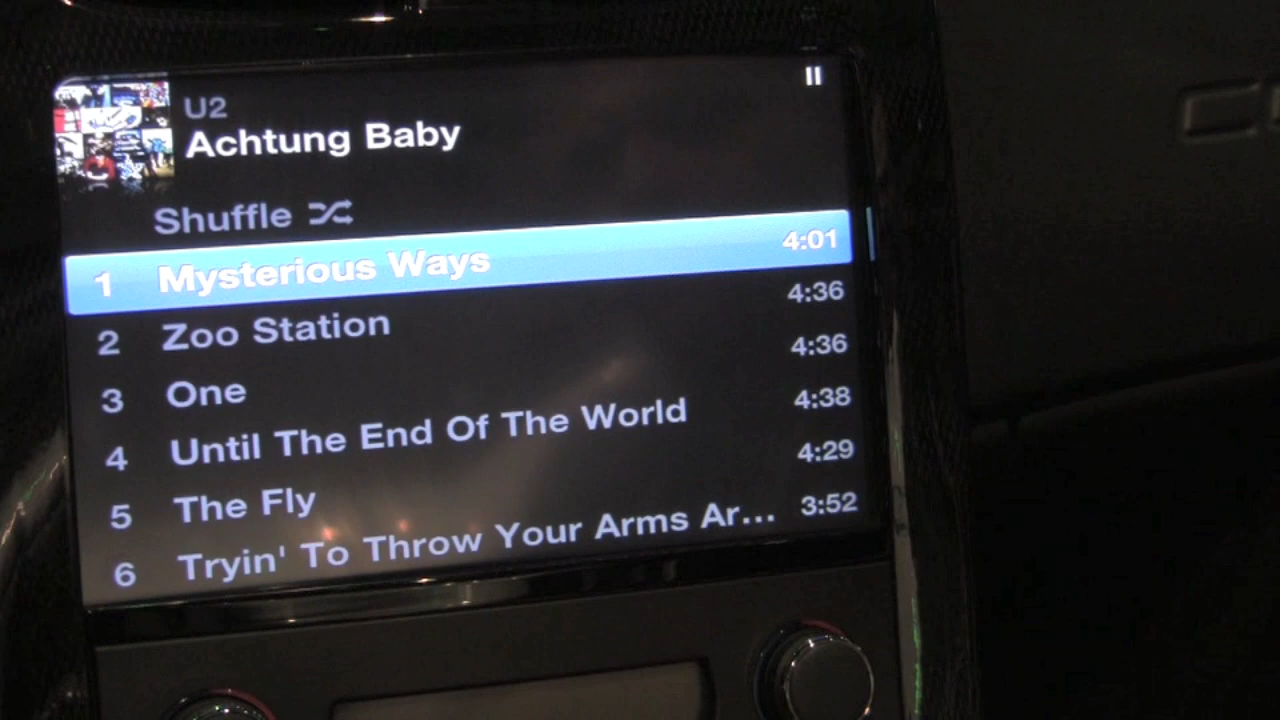 U2
Achtung Baby
Shuffle
1 Mysterious Ways 4:01
2 Zoo Station 4:36
3 One 4:36
4 Until The End Of The World 4:38
5 The Fly 4:29
6 Tryin' To Throw Your Arms Ar... 3:52